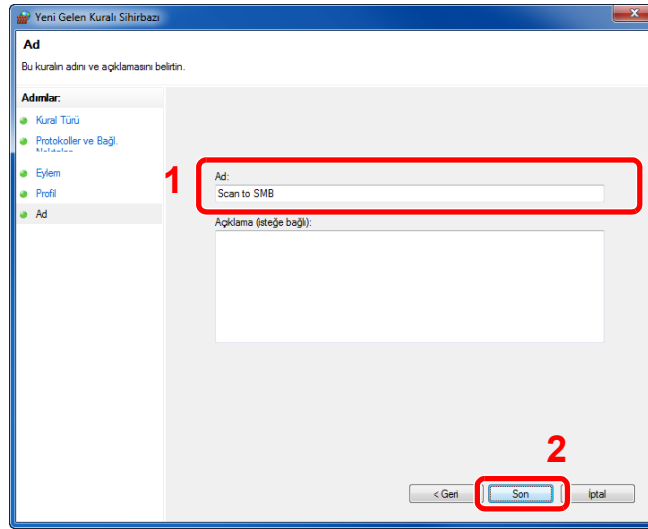 Yeni Gelen Kuralı Sihirbazı
Ad
Bu kuralın adını ve açıklamasını belirtin.
Adımlar:
Kural Türü
Protokoller ve Bağl.
Eylem
Profil
Ad
1
Ad:
Scan to SMB
Açıklama (isteğe bağlı):
2
< Geri
Son
İptal